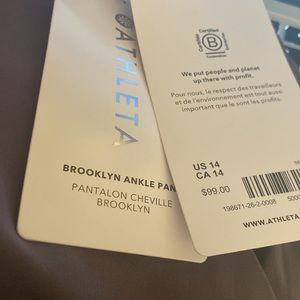 ATHLETA
BROOKLYN ANKLE
PANTALON CHEVILLE
BROOKLYN
Certified
B
Corporation
We put people and planet
up there with profit.
Pour nous, le respect des travailleurs
et de l'environnement est tout aussi
important que le sont les profits.
US 14
CA 14
$99.00
198671-26-2-0008
WWW.ATHLETA